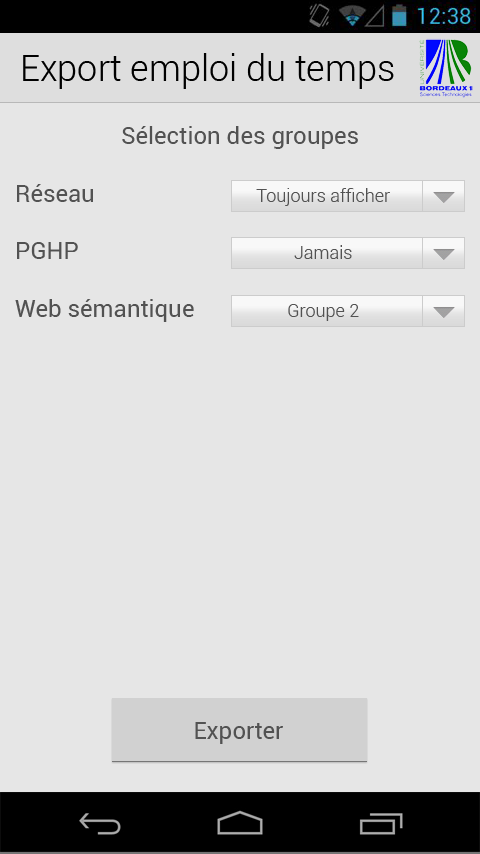 12:38
Export emploi du temps
UNIVERSITE
BORDEAUX 1
Sciences Technologies
Sélection des groupes
Réseau
Toujours afficher
PGHP
Jamais
Web sémantique
Groupe 2
Exporter